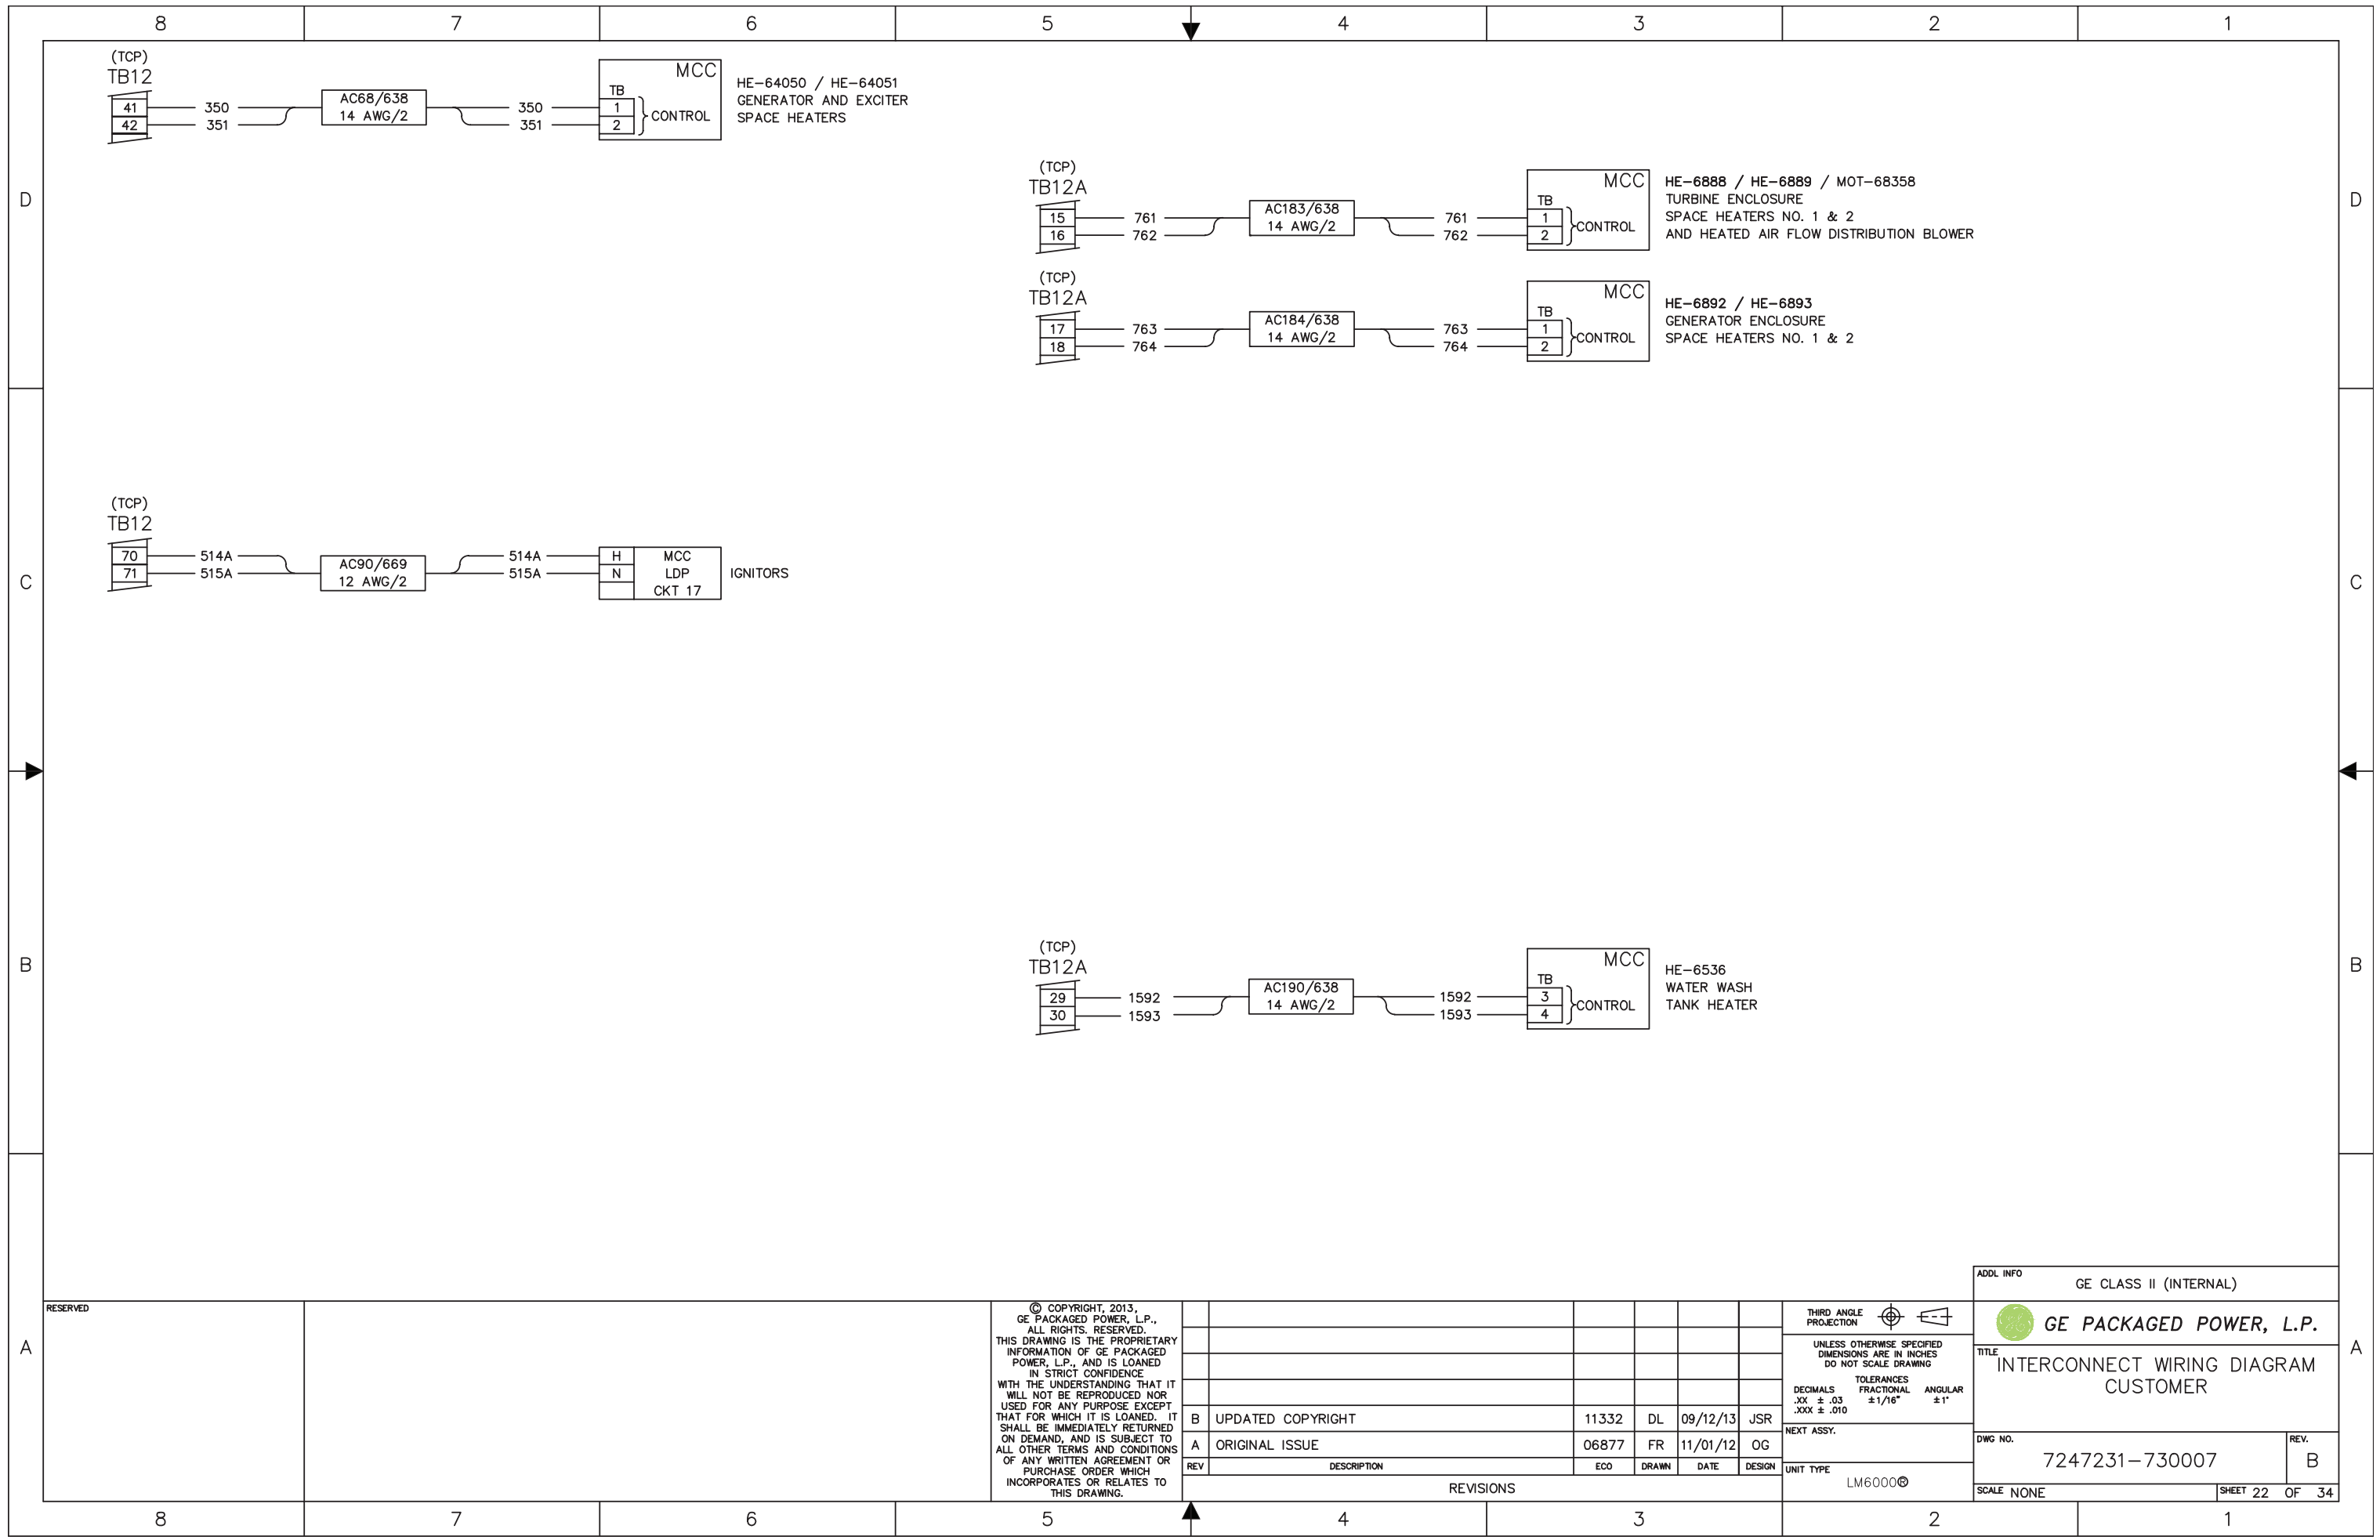 8 7 6 5 4 3 2 1
D
C
B
A
(TCP)
TB12
41 350 350
42 351 351
AC68/638
14 AWG/2
MCC
TB
1
2
CONTROL
HE-64050 / HE-64051
GENERATOR AND EXCITER
SPACE HEATERS
(TCP)
TB12A
15 761 761
16 762 762
AC183/638
14 AWG/2
MCC
TB
1
2
CONTROL
HE-6888 / HE-6889 / MOT-68358
TURBINE ENCLOSURE
SPACE HEATERS NO. 1 & 2
AND HEATED AIR FLOW DISTRIBUTION BLOWER
(TCP)
TB12A
17 763 763
18 764 764
AC184/638
14 AWG/2
MCC
TB
1
2
CONTROL
HE-6892 / HE-6893
GENERATOR ENCLOSURE
SPACE HEATERS NO. 1 & 2
(TCP)
TB12
70 514A 514A
71 515A 515A
AC90/669
12 AWG/2
H MCC
N LDP
CKT 17
IGNITORS
(TCP)
TB12A
29 1592 1592
30 1593 1593
AC190/638
14 AWG/2
MCC
TB
3
4
CONTROL
HE-6536
WATER WASH
TANK HEATER
D
C
B
A
RESERVED
© COPYRIGHT, 2013,
GE PACKAGED POWER, L.P.,
ALL RIGHTS. RESERVED.
THIS DRAWING IS THE PROPRIETARY
INFORMATION OF GE PACKAGED
POWER, L.P., AND IS LOANED
IN STRICT CONFIDENCE
WITH THE UNDERSTANDING THAT IT
WILL NOT BE REPRODUCED NOR
USED FOR ANY PURPOSE EXCEPT
THAT FOR WHICH IT IS LOANED. IT
SHALL BE IMMEDIATELY RETURNED
ON DEMAND, AND IS SUBJECT TO
ALL OTHER TERMS AND CONDITIONS
OF ANY WRITTEN AGREEMENT OR
PURCHASE ORDER WHICH
INCORPORATES OR RELATES TO
THIS DRAWING.
B UPDATED COPYRIGHT 11332 DL 09/12/13 JSR
A ORIGINAL ISSUE 06877 FR 11/01/12 OG
REV DESCRIPTION ECO DRAWN DATE DESIGN
REVISIONS
THIRD ANGLE
PROJECTION
UNLESS OTHERWISE SPECIFIED
DIMENSIONS ARE IN INCHES
DO NOT SCALE DRAWING
TOLERANCES
DECIMALS FRACTIONAL ANGULAR
.XX ± .03 ±1/16" ±1°
.XXX ± .010
NEXT ASSY.
UNIT TYPE
LM6000®
ADDL INFO
GE CLASS II (INTERNAL)
GE PACKAGED POWER, L.P.
TITLE
INTERCONNECT WIRING DIAGRAM
CUSTOMER
DWG NO.
7247231-730007
REV.
B
SCALE NONE
SHEET 22 OF 34
8 7 6 5 4 3 2 1